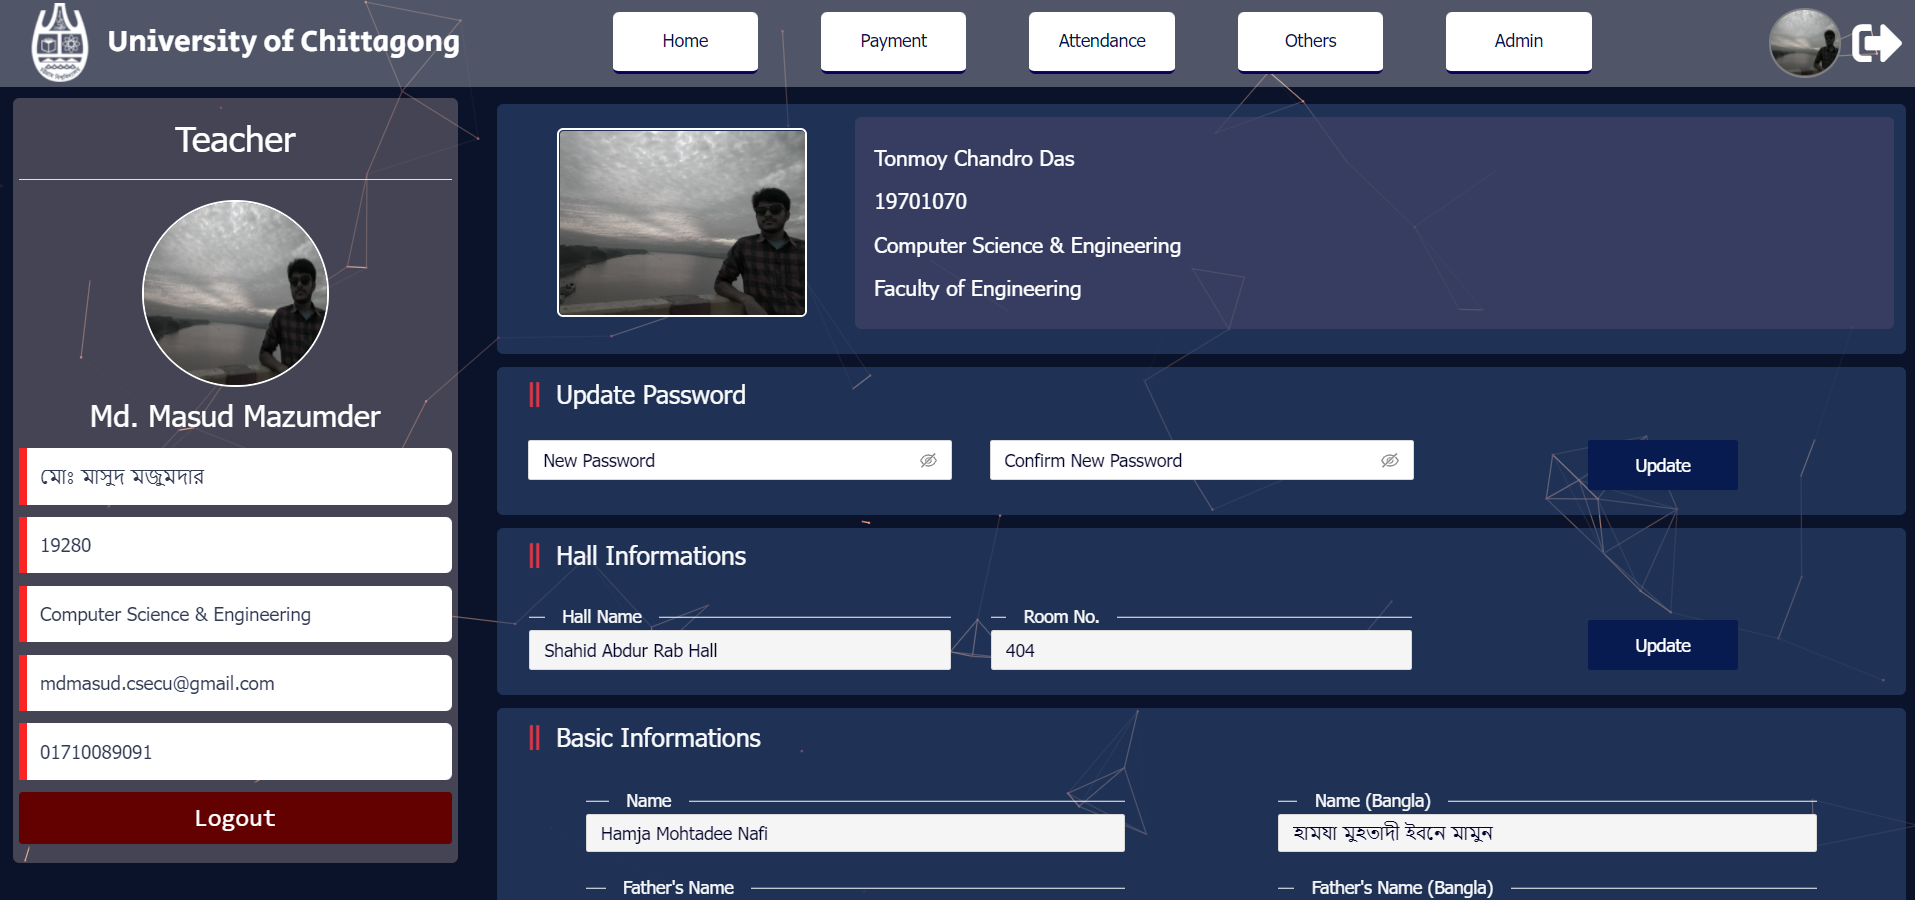 University of Chittagong
Home
Payment
Attendance
Others
Admin
Teacher
Md. Masud Mazumder
মোঃ মাসুদ মজুমদার
19280
Computer Science & Engineering
mdmasud.csecu@gmail.com
01710089091
Logout
Tonmoy Chandro Das
19701070
Computer Science & Engineering
Faculty of Engineering
Update Password
New Password
Confirm New Password
Update
Hall Informations
Hall Name
Room No.
Shahid Abdur Rab Hall
404
Update
Basic Informations
Name
Name (Bangla)
Hamja Mohtadee Nafi
হামযা মুহতাদী ইবনে মামুন
Father's Name
Father's Name (Bangla)